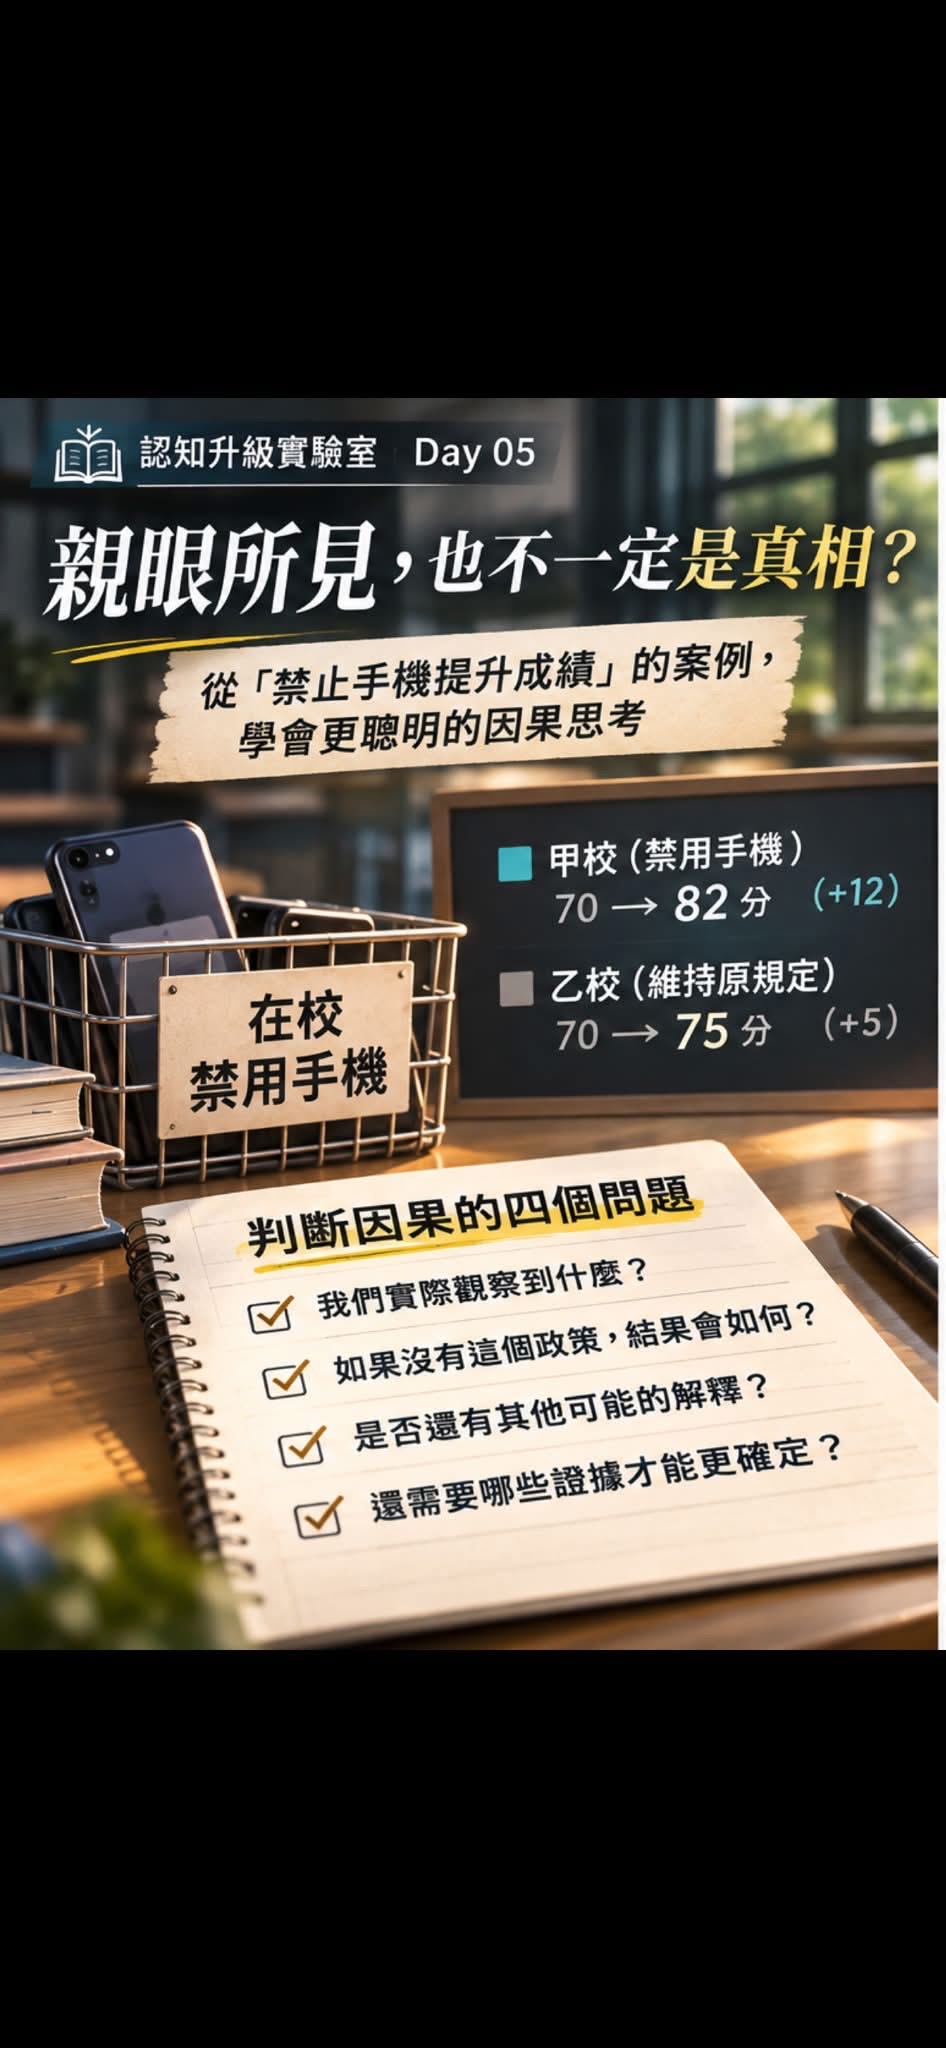 認知升級實驗室 Day 05
親眼所見，也不一定是真相？
從「禁止手機提升成績」的案例，
學會更聰明的因果思考
甲校（禁用手機）
70 → 82 分 (+12)
乙校（維持原規定）
70 → 75 分 (+5)
在校
禁用手機
判斷因果的四個問題
我們實際觀察到什麼？
如果沒有這個政策，結果會如何？
是否還有其他可能的解釋？
還需要哪些證據才能更確定？